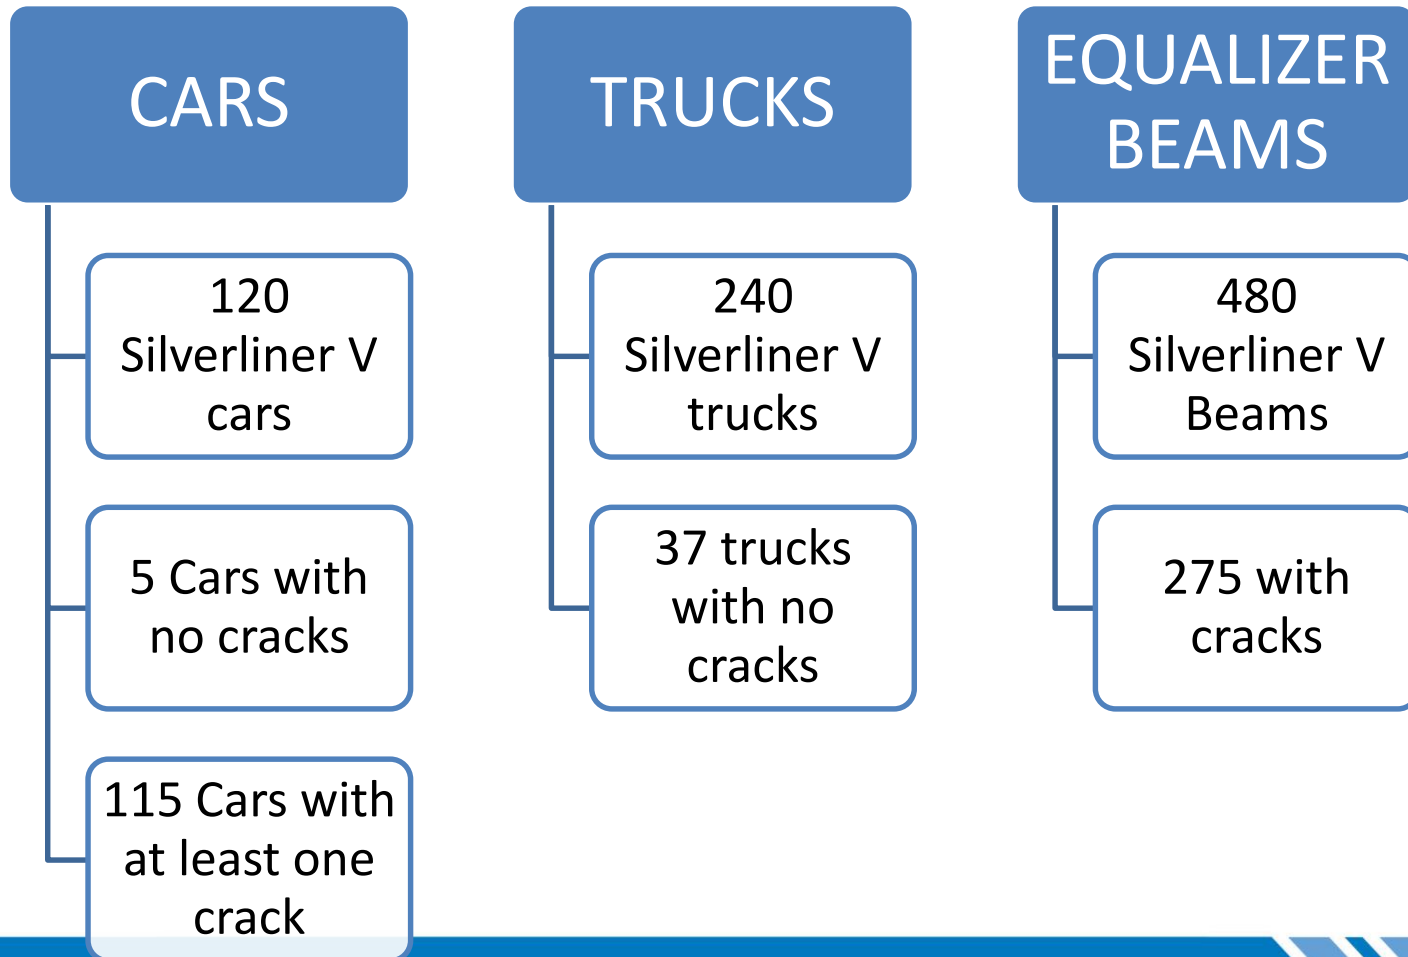 CARS
120
Silverliner V
cars
5 Cars with
no cracks
115 Cars with
at least one
crack
TRUCKS
240
Silverliner V
trucks
37 trucks
with no
cracks
EQUALIZER
BEAMS
480
Silverliner V
Beams
275 with
cracks